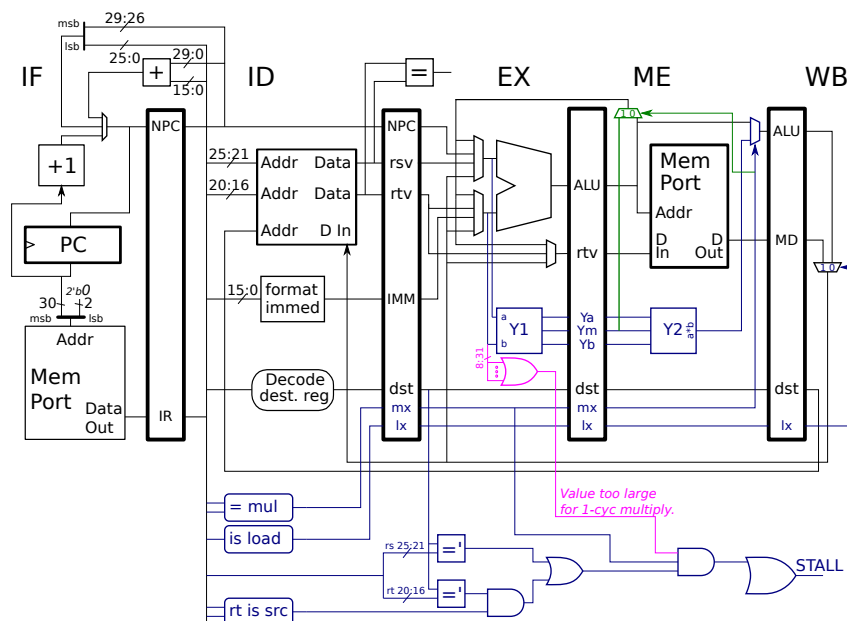 29:26
msb
lsb
25:0
29:0
15:0
+
=
IF
ID
EX
ME
WB
NPC
NPC
+1
PC
25:21
20:16
Addr
Data
Addr
Data
Addr
D In
rsv
rtv
1 0
ALU
rtv
Mem
Port
Addr
D
In
D
Out
ALU
MD
1 0
15:0
format
immed
IMM
2'b0
30
2
msb
lsb
Addr
Mem
Port
Data
Out
IR
a
b
Y1
Ya
Ym
Yb
Y2
a*b
8:31
Decode
dest. reg
dst
mx
lx
dst
mx
lx
dst
lx
= mul
is load
rt is src
Value too large
for 1-cyc multiply.
rs 25:21
='
rt 20:16
='
STALL